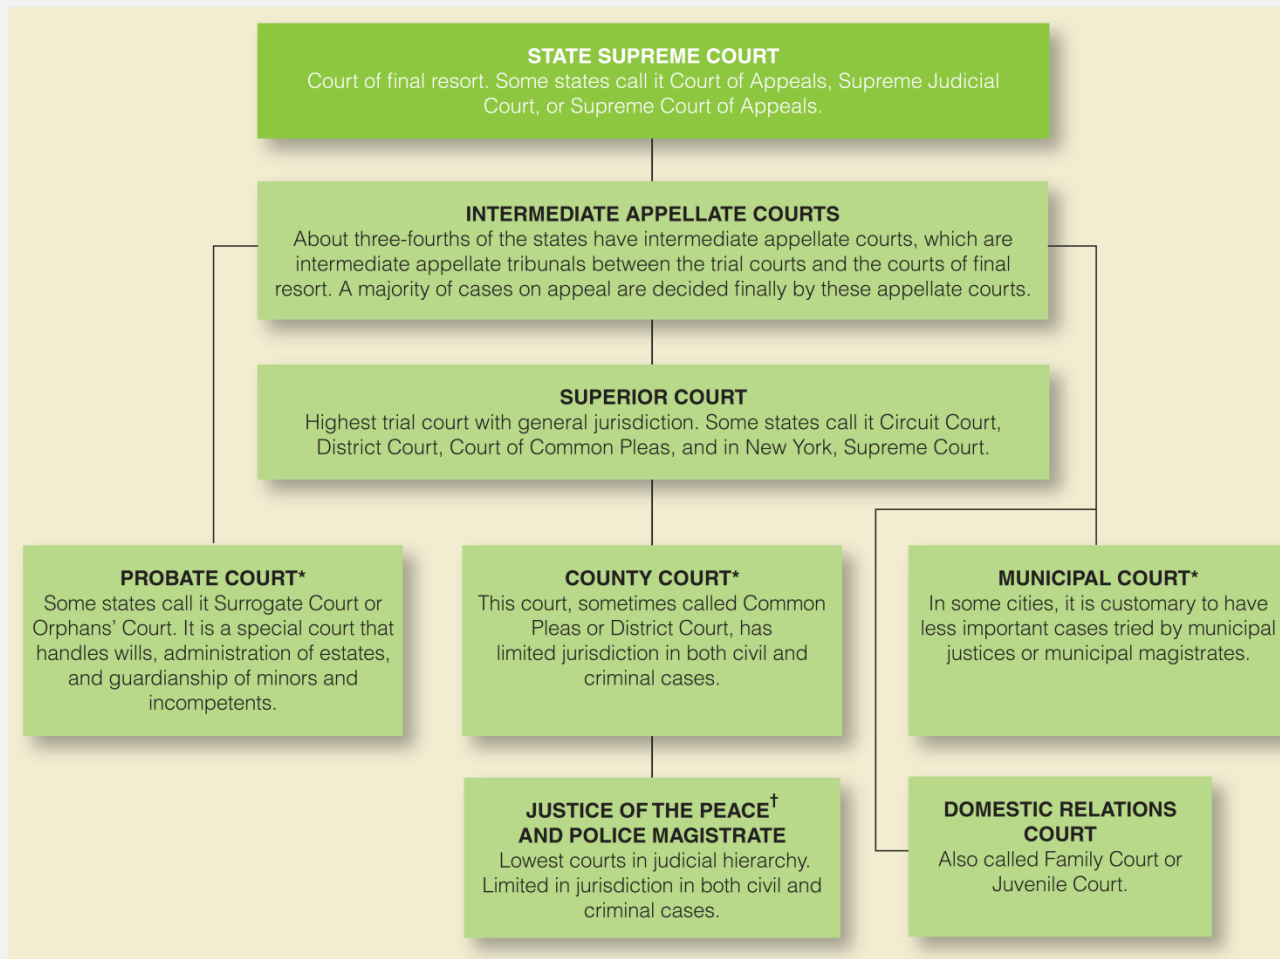 STATE SUPREME COURT
Court of final resort. Some states call it Court of Appeals, Supreme Judicial
Court, or Supreme Court of Appeals.
INTERMEDIATE APPELLATE COURTS
About three-fourths of the states have intermediate appellate courts, which are
intermediate appellate tribunals between the trial courts and the courts of final
resort. A majority of cases on appeal are decided finally by these appellate courts.
SUPERIOR COURT
Highest trial court with general jurisdiction. Some states call it Circuit Court,
District Court, Court of Common Pleas, and in New York, Supreme Court.
PROBATE COURT*
Some states call it Surrogate Court or
Orphans’ Court. It is a special court that
handles wills, administration of estates,
and guardianship of minors and
incompetents.
COUNTY COURT*
This court, sometimes called Common
Pleas or District Court, has
limited jurisdiction in both civil and
criminal cases.
MUNICIPAL COURT*
In some cities, it is customary to have
less important cases tried by municipal
justices or municipal magistrates.
JUSTICE OF THE PEACE†
AND POLICE MAGISTRATE
Lowest courts in judicial hierarchy.
Limited in jurisdiction in both civil and
criminal cases.
DOMESTIC RELATIONS
COURT
Also called Family Court or
Juvenile Court.